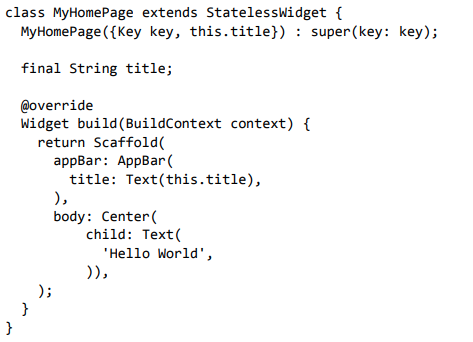 class MyHomePage extends StatelessWidget {
  MyHomePage({Key key, this.title}) : super(key: key);

  final String title;

  @override
  Widget build(BuildContext context) {
    return Scaffold(
      appBar: AppBar(
        title: Text(this.title),
      ),
      body: Center(
          child: Text(
            'Hello World',
          )),
    );
  }
}